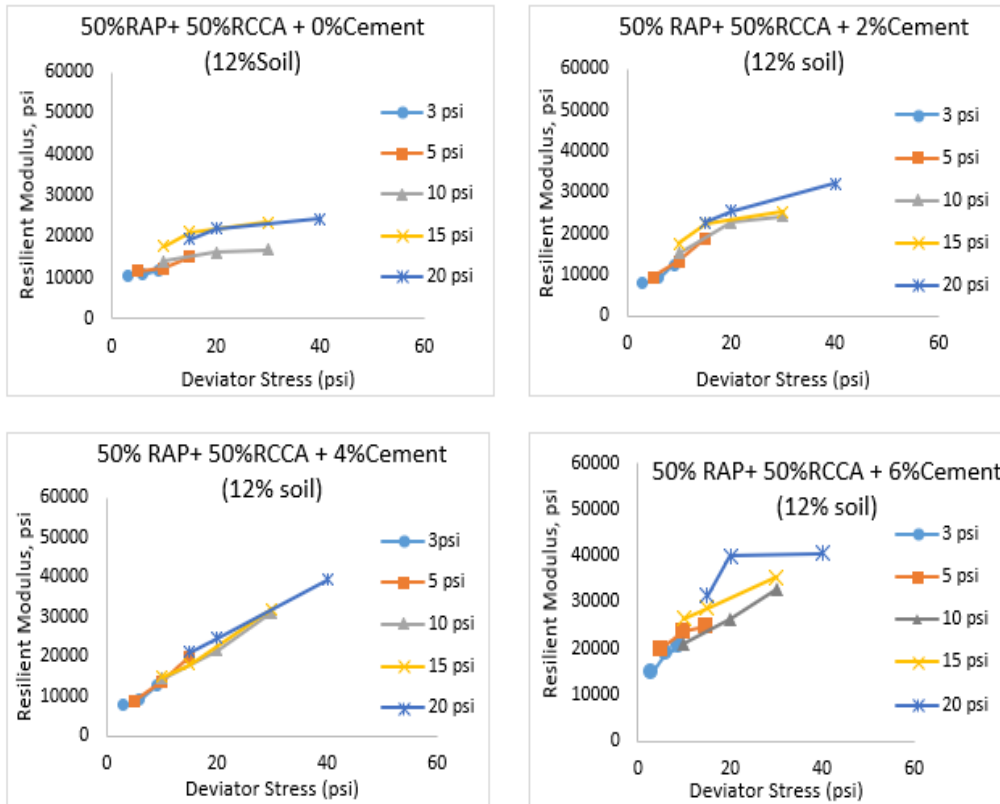 50%RAP+ 50%RCCA + 0%Cement
(12%Soil)
Resilient Modulus, psi
60000
50000
40000
30000
20000
10000
0
0 20 40 60
Deviator Stress (psi)
3 psi
5 psi
10 psi
15 psi
20 psi
50% RAP+ 50%RCCA + 2%Cement
(12% soil)
Resilient Modulus, psi
60000
50000
40000
30000
20000
10000
0
0 20 40 60
Deviator Stress (psi)
3 psi
5 psi
10 psi
15 psi
20 psi
50% RAP+ 50%RCCA + 4%Cement
(12% soil)
Resilient Modulus, psi
60000
50000
40000
30000
20000
10000
0
0 20 40 60
Deviator Stress (psi)
3psi
5 psi
10 psi
15 psi
20 psi
50% RAP+ 50%RCCA + 6%Cement
(12% soil)
Resilient Modulus, psi
60000
50000
40000
30000
20000
10000
0
0 20 40 60
Deviator Stress (psi)
3 psi
5 psi
10 psi
15 psi
20 psi